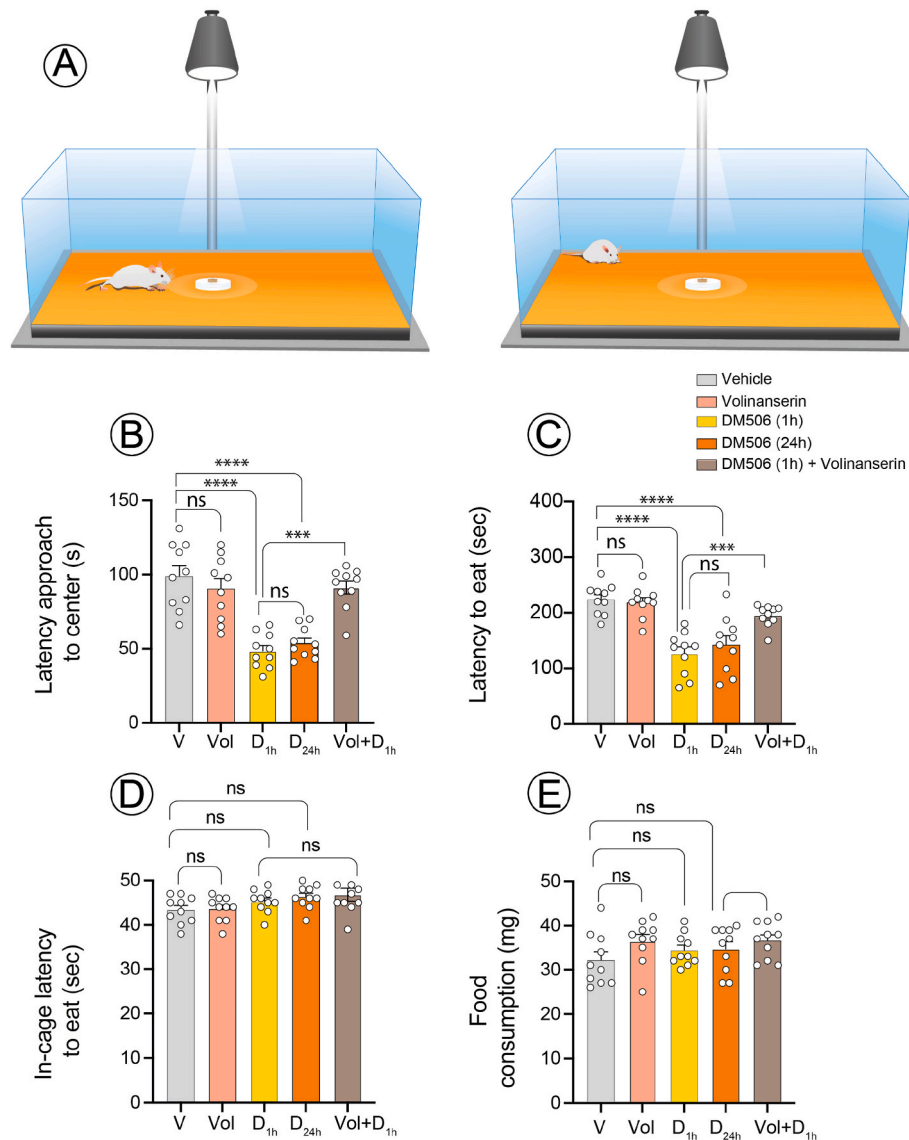 A
Vehicle
Volinanserin
DM506 (1h)
DM506 (24h)
DM506 (1h) + Volinanserin
B
Latency approach
to center (s)
150
100
50
0
****
****
ns
***
ns
V Vol D1h D24h Vol+D1h
C
Latency to eat (sec)
400
300
200
100
0
****
****
ns
***
ns
V Vol D1h D24h Vol+D1h
D
In-cage latency
to eat (sec)
50
40
30
20
10
0
ns
ns
ns
ns
V Vol D1h D24h Vol+D1h
E
Food
consumption (mg)
50
40
30
20
10
0
ns
ns
ns
V Vol D1h D24h Vol+D1h